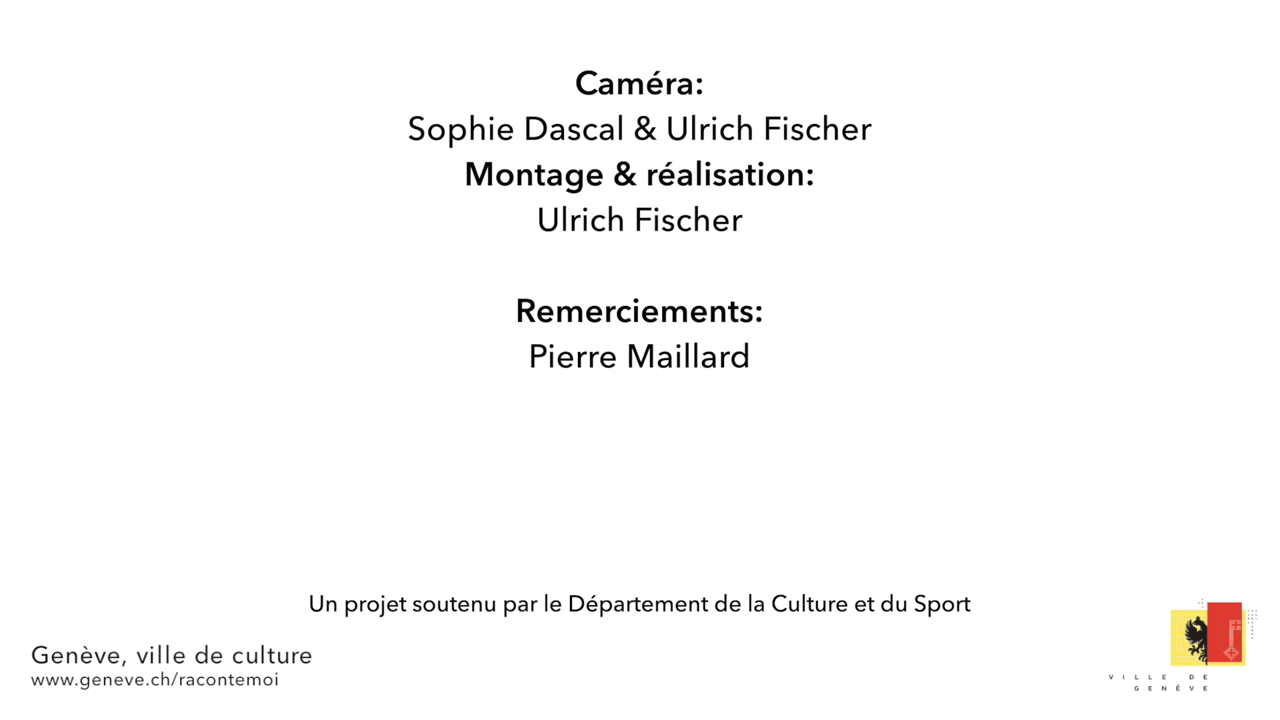 Caméra:
Sophie Dascal & Ulrich Fischer
Montage & réalisation:
Ulrich Fischer
Remerciements:
Pierre Maillard
Un projet soutenu par le Département de la Culture et du Sport
Genève, ville de culture
www.geneve.ch/racontemoi
VILLE DE
GENÈVE